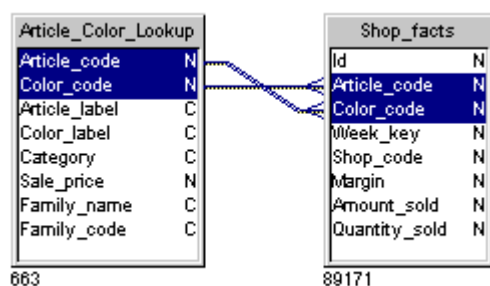 Article_Color_Lookup
Article_code N
Color_code N
Article_label C
Color_label C
Category C
Sale_price N
Family_name C
Family_code C
663
Shop_facts
Id N
Article_code N
Color_code N
Week_key N
Shop_code N
Margin N
Amount_sold N
Quantity_sold N
89171